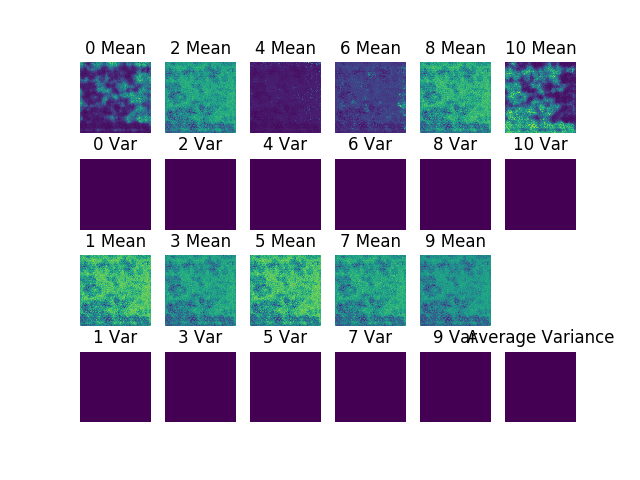 0 Mean 2 Mean 4 Mean 6 Mean 8 Mean 10 Mean
0 Var 2 Var 4 Var 6 Var 8 Var 10 Var
1 Mean 3 Mean 5 Mean 7 Mean 9 Mean
1 Var 3 Var 5 Var 7 Var 9 Var Average Variance